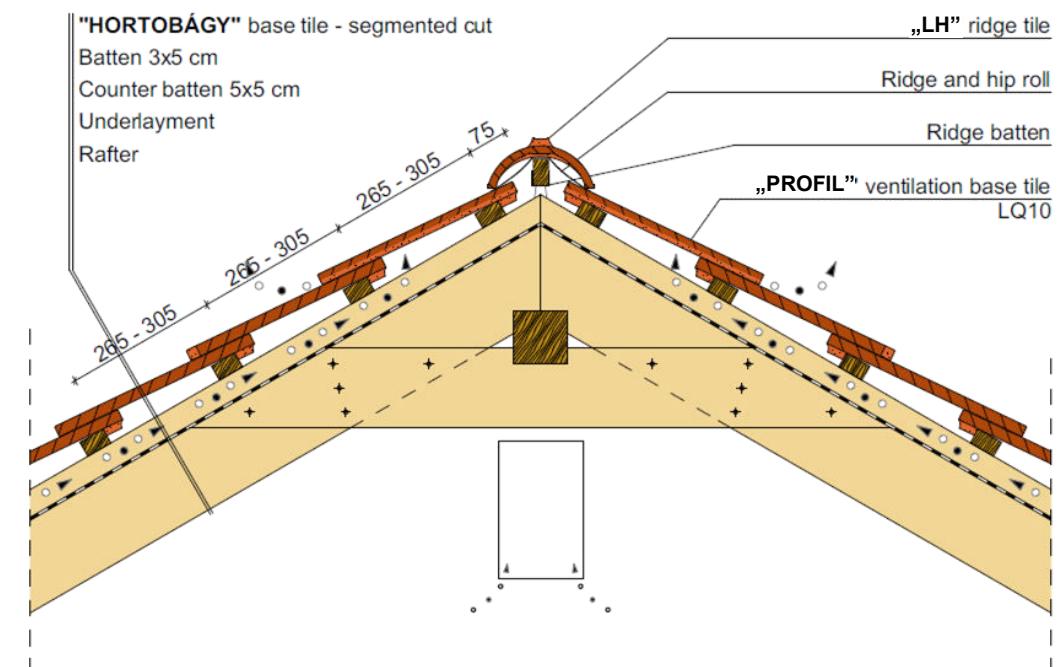 "HORTOBÁGY" base tile - segmented cut
Batten 3x5 cm
Counter batten 5x5 cm
Underlayment
Rafter
„LH” ridge tile
Ridge and hip roll
Ridge batten
„PROFIL”' ventilation base tile
LQ10
75
265 - 305
265 - 305
265 - 305